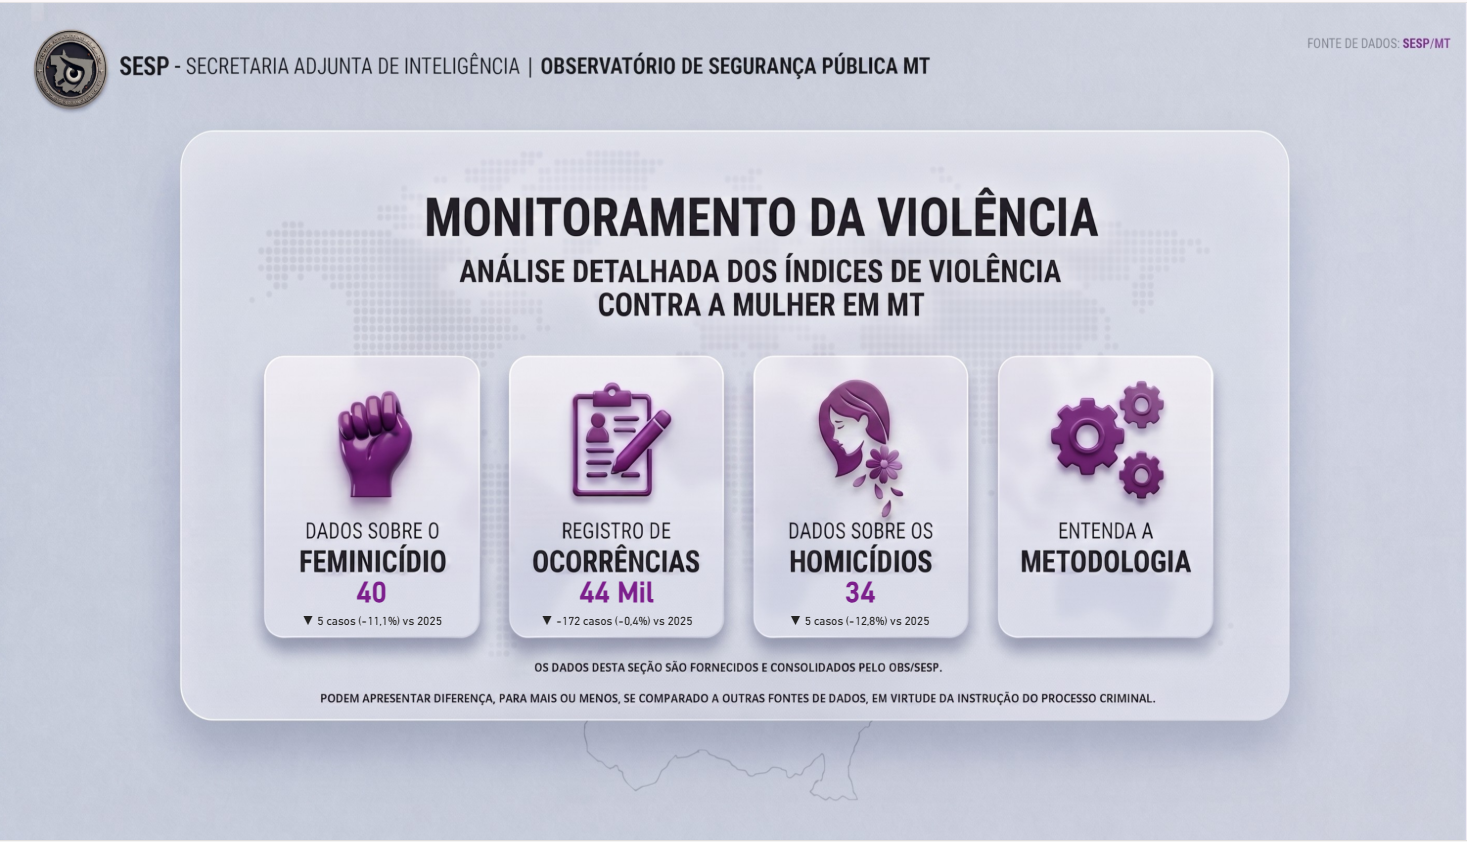 SESP - SECRETARIA ADJUNTA DE INTELIGÊNCIA | OBSERVATÓRIO DE SEGURANÇA PÚBLICA MT
FONTE DE DADOS: SESP/MT
MONITORAMENTO DA VIOLÊNCIA
ANÁLISE DETALHADA DOS ÍNDICES DE VIOLÊNCIA
CONTRA A MULHER EM MT
DADOS SOBRE O
FEMINICÍDIO
40
▼ 5 casos (-11,1%) vs 2025
REGISTRO DE
OCORRÊNCIAS
44 Mil
▼ -172 casos (-0,4%) vs 2025
DADOS SOBRE OS
HOMICÍDIOS
34
▼ 5 casos (-12,8%) vs 2025
ENTENDA A
METODOLOGIA
OS DADOS DESTA SEÇÃO SÃO FORNECIDOS E CONSOLIDADOS PELO OBS/SESP.
PODEM APRESENTAR DIFERENÇA, PARA MAIS OU MENOS, SE COMPARADO A OUTRAS FONTES DE DADOS, EM VIRTUDE DA INSTRUÇÃO DO PROCESSO CRIMINAL.